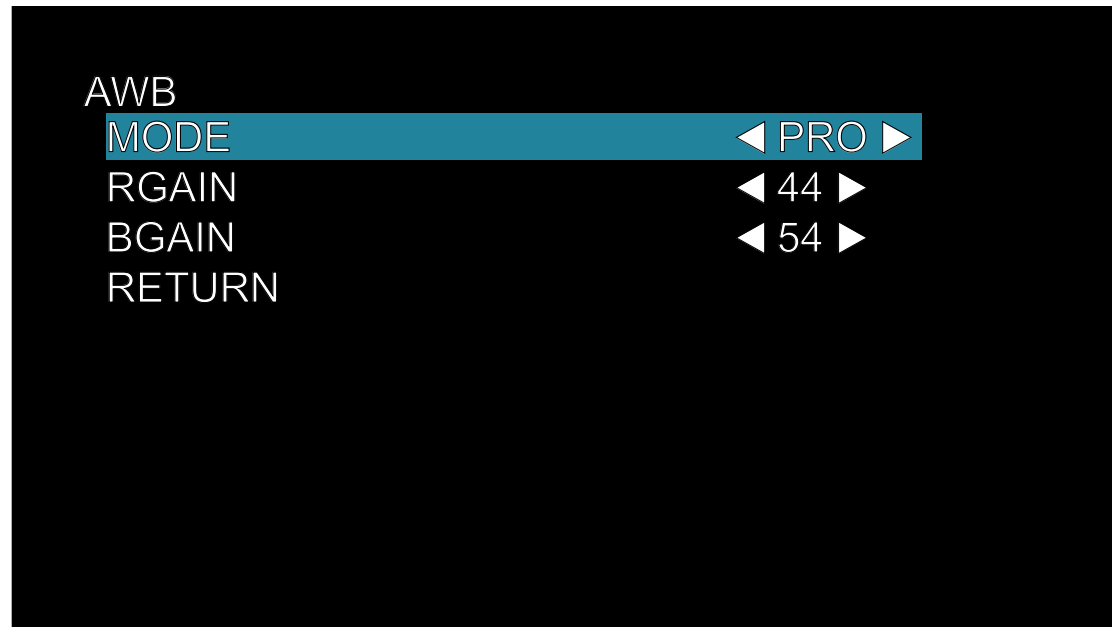 AWB
MODE ◀ PRO ▶
RGAIN ◀ 44 ▶
BGAIN ◀ 54 ▶
RETURN